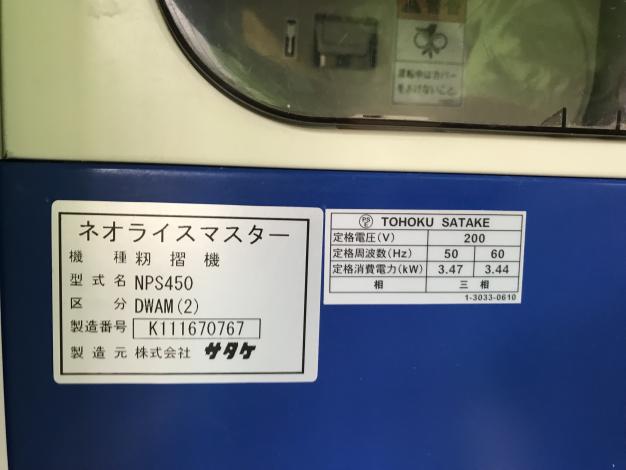 警告
運転中はカバー
をあけないこと。
ネオライスマスター
機 種 籾 摺 機
型 式 名 NPS450
区 分 DWAM(2)
製造番号 K111670767
製 造 元 株式会社 サタケ
PS E TOHOKU SATAKE
定格電圧(V) 200
定格周波数(Hz) 50 60
定格消費電力(kW) 3.47 3.44
相 三 相
1-3033-0610